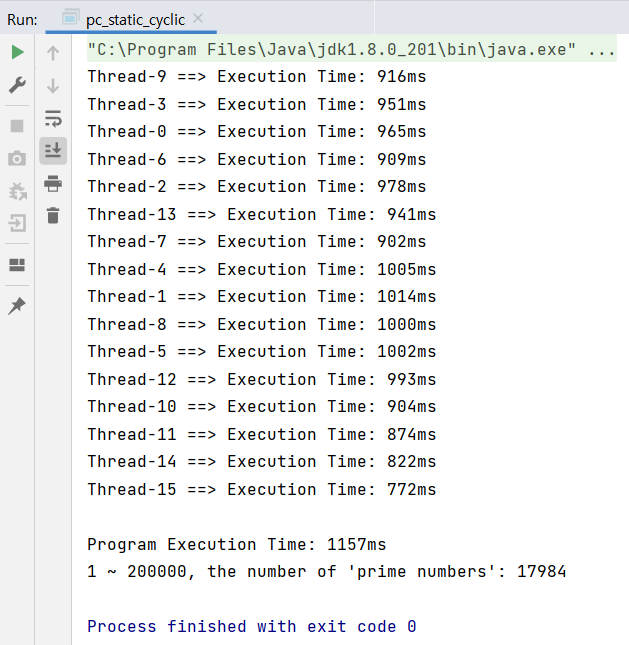 Run: pc_static_cyclic
"C:\Program Files\Java\jdk1.8.0_201\bin\java.exe" ...
Thread-9 ==> Execution Time: 916ms
Thread-3 ==> Execution Time: 951ms
Thread-0 ==> Execution Time: 965ms
Thread-6 ==> Execution Time: 909ms
Thread-2 ==> Execution Time: 978ms
Thread-13 ==> Execution Time: 941ms
Thread-7 ==> Execution Time: 902ms
Thread-4 ==> Execution Time: 1005ms
Thread-1 ==> Execution Time: 1014ms
Thread-8 ==> Execution Time: 1000ms
Thread-5 ==> Execution Time: 1002ms
Thread-12 ==> Execution Time: 993ms
Thread-10 ==> Execution Time: 904ms
Thread-11 ==> Execution Time: 874ms
Thread-14 ==> Execution Time: 822ms
Thread-15 ==> Execution Time: 772ms
Program Execution Time: 1157ms
1 ~ 200000, the number of 'prime numbers': 17984
Process finished with exit code 0